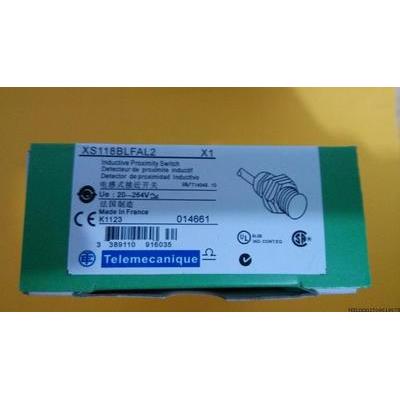 XS118BLFAL2 X1
Inductive Proximity Switch
Détecteur de proximité inductif
Detector de proximidad Inductivo
电感式接近开关
Ue : 20...264V
法国制造
Made in France
K1123 014661
3 389110 916035
UL
Telemecanique